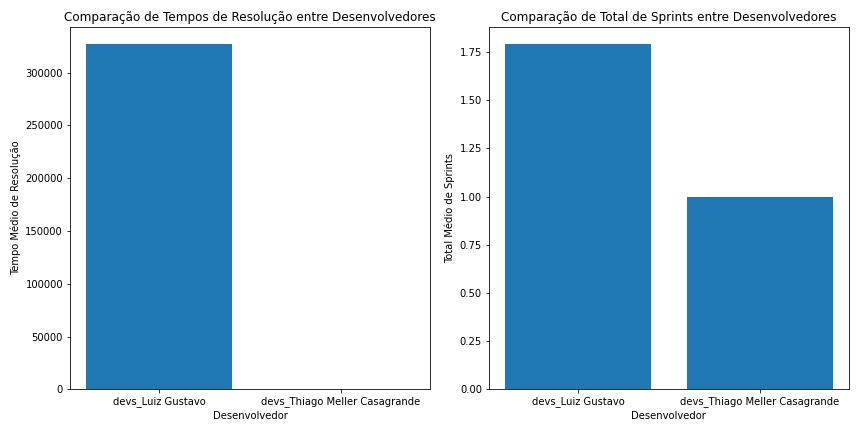 Comparação de Tempos de Resolução entre Desenvolvedores
Tempo Médio de Resolução
300000
250000
200000
150000
100000
50000
0
devs_Luiz Gustavo
devs_Thiago Meller Casagrande
Desenvolvedor
Comparação de Total de Sprints entre Desenvolvedores
Total Médio de Sprints
1.75
1.50
1.25
1.00
0.75
0.50
0.25
0.00
devs_Luiz Gustavo
devs_Thiago Meller Casagrande
Desenvolvedor